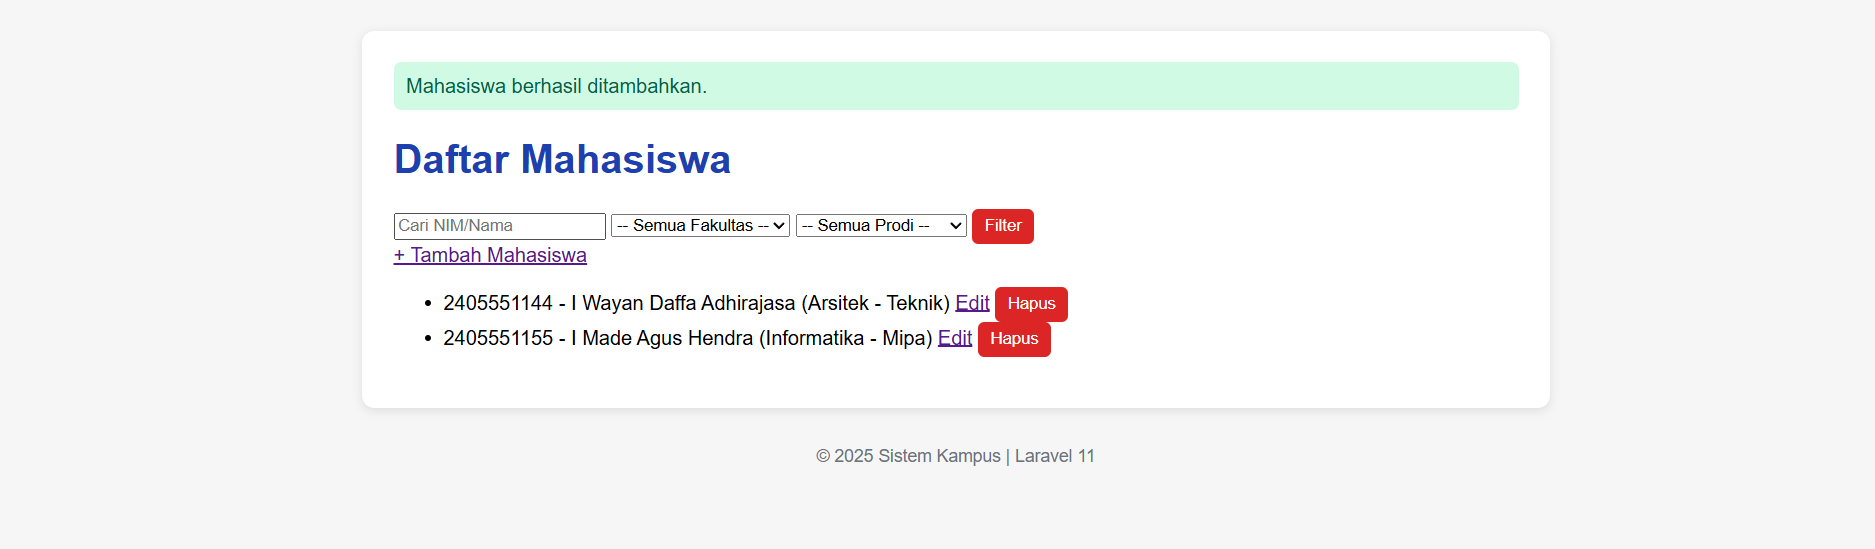 Mahasiswa berhasil ditambahkan.
Daftar Mahasiswa
Cari NIM/Nama -- Semua Fakultas -- -- Semua Prodi -- Filter
+ Tambah Mahasiswa
• 2405551144 - I Wayan Daffa Adhirajasa (Arsitek - Teknik) Edit Hapus
• 2405551155 - I Made Agus Hendra (Informatika - Mipa) Edit Hapus
© 2025 Sistem Kampus | Laravel 11